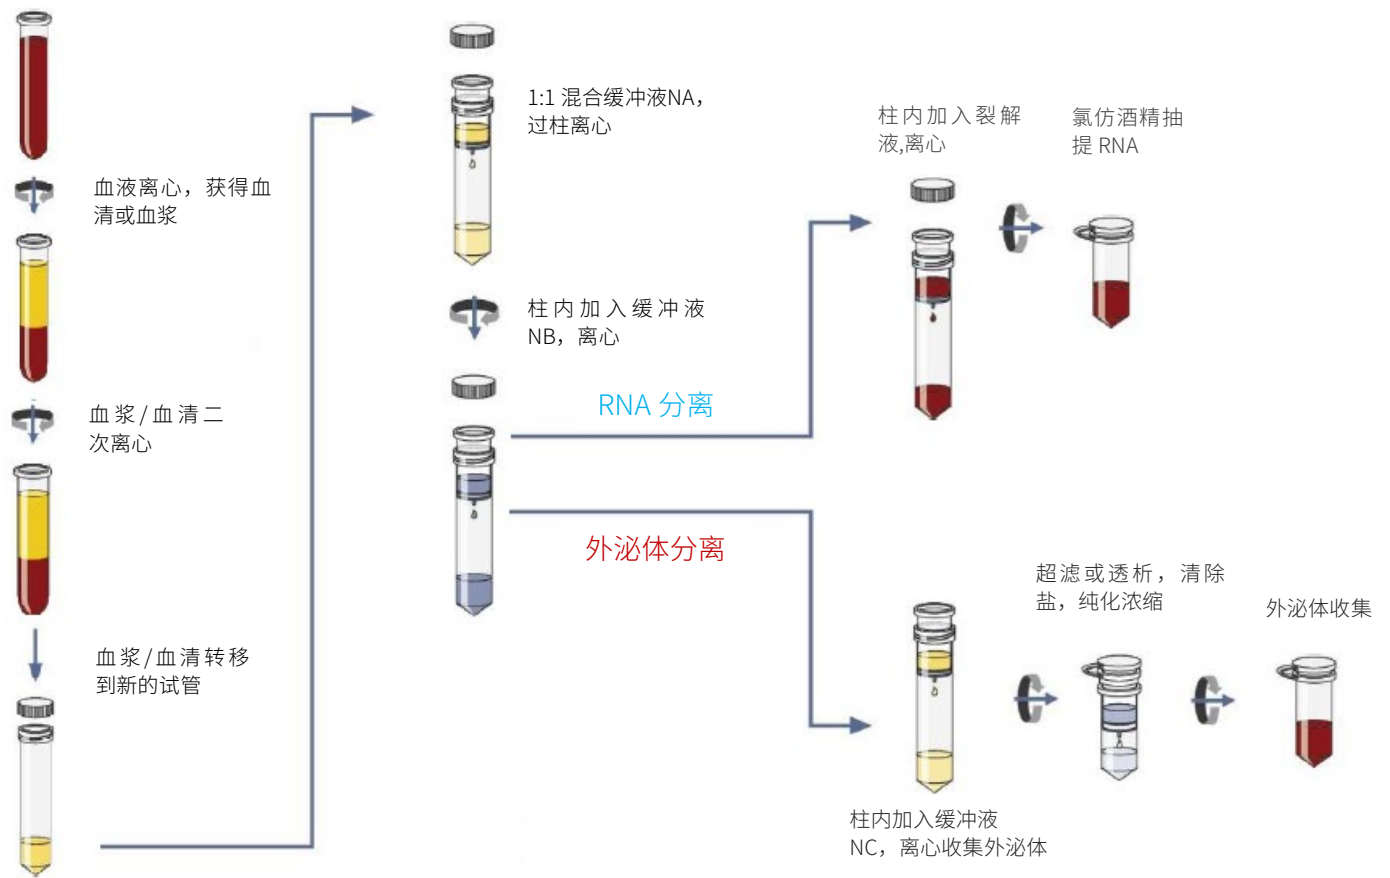 血液离心，获得血
清或血浆
血浆/血清二
次离心
血浆/血清转移
到新的试管
1:1 混合缓冲液NA，
过柱离心
柱内加入缓冲液
NB，离心
RNA 分离
外泌体分离
柱内加入裂解
液,离心
氯仿酒精抽
提 RNA
柱内加入缓冲液
NC，离心收集外泌体
超滤或透析，清除
盐，纯化浓缩
外泌体收集